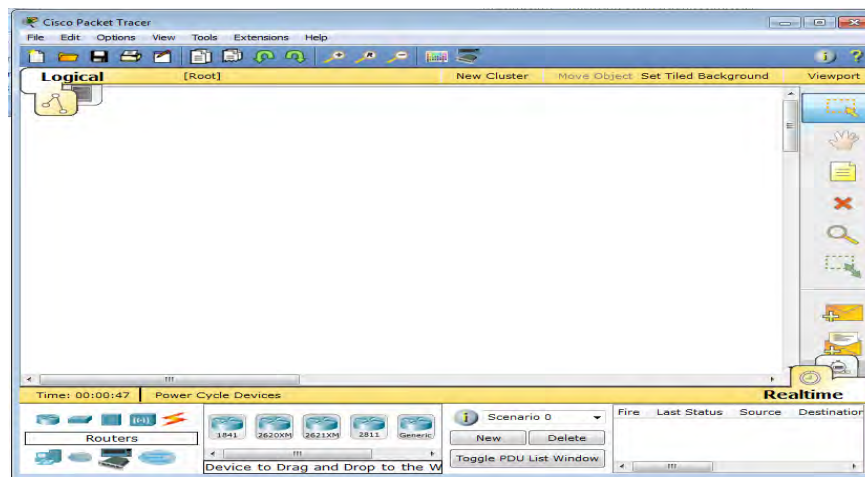 Cisco Packet Tracer
File Edit Options View Tools Extensions Help
Logical [Root] New Cluster Move Object Set Tiled Background Viewport
Time: 00:00:47 Power Cycle Devices Realtime
Routers
1841 2620XM 2621XM 2811 Generic
Device to Drag and Drop to the W
Scenario 0
New Delete
Toggle PDU List Window
Fire Last Status Source Destination